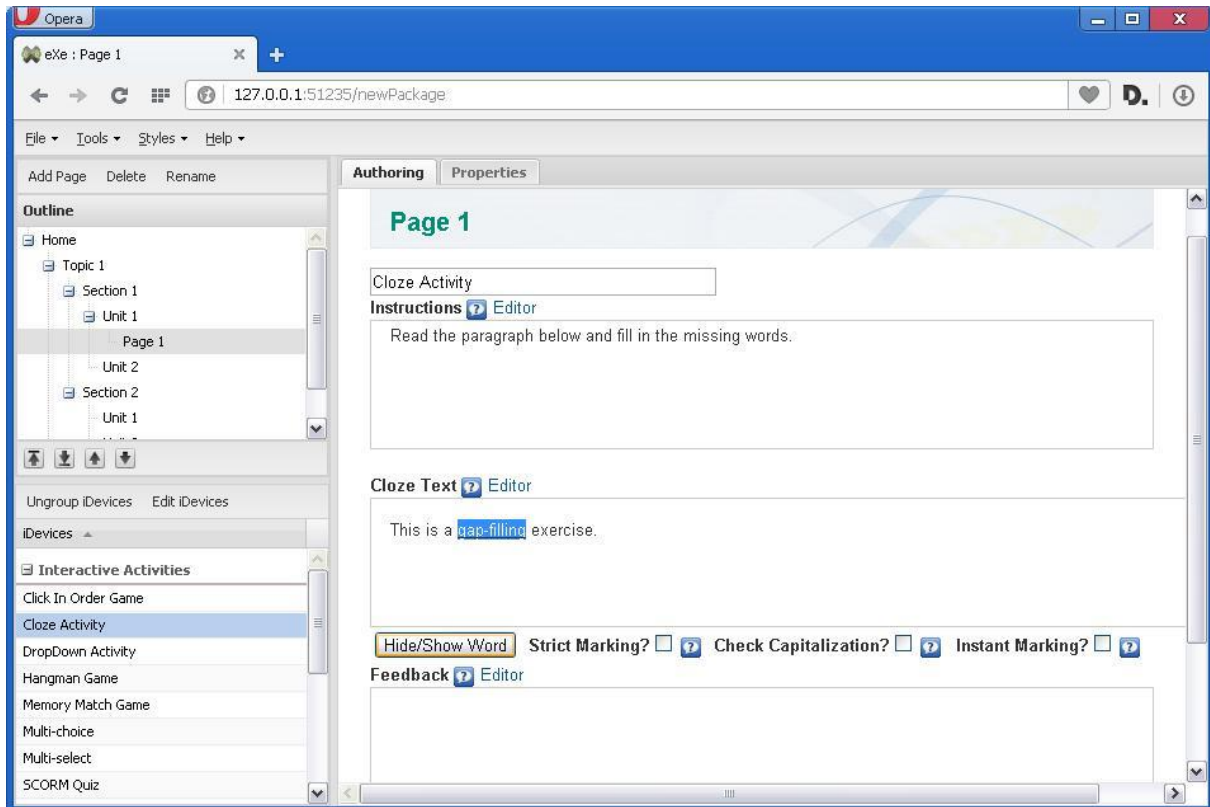 Opera
eXe : Page 1
127.0.0.1:51235/newPackage
D.
File Tools Styles Help
Add Page Delete Rename
Outline
Home
Topic 1
Section 1
Unit 1
Page 1
Unit 2
Section 2
Unit 1
Ungroup iDevices Edit iDevices
iDevices
Interactive Activities
Click In Order Game
Cloze Activity
DropDown Activity
Hangman Game
Memory Match Game
Multi-choice
Multi-select
SCORM Quiz
Authoring Properties
Page 1
Cloze Activity
Instructions ? Editor
Read the paragraph below and fill in the missing words.
Cloze Text ? Editor
This is a gap-filling exercise.
Hide/Show Word Strict Marking? ? Check Capitalization? ? Instant Marking? ?
Feedback ? Editor